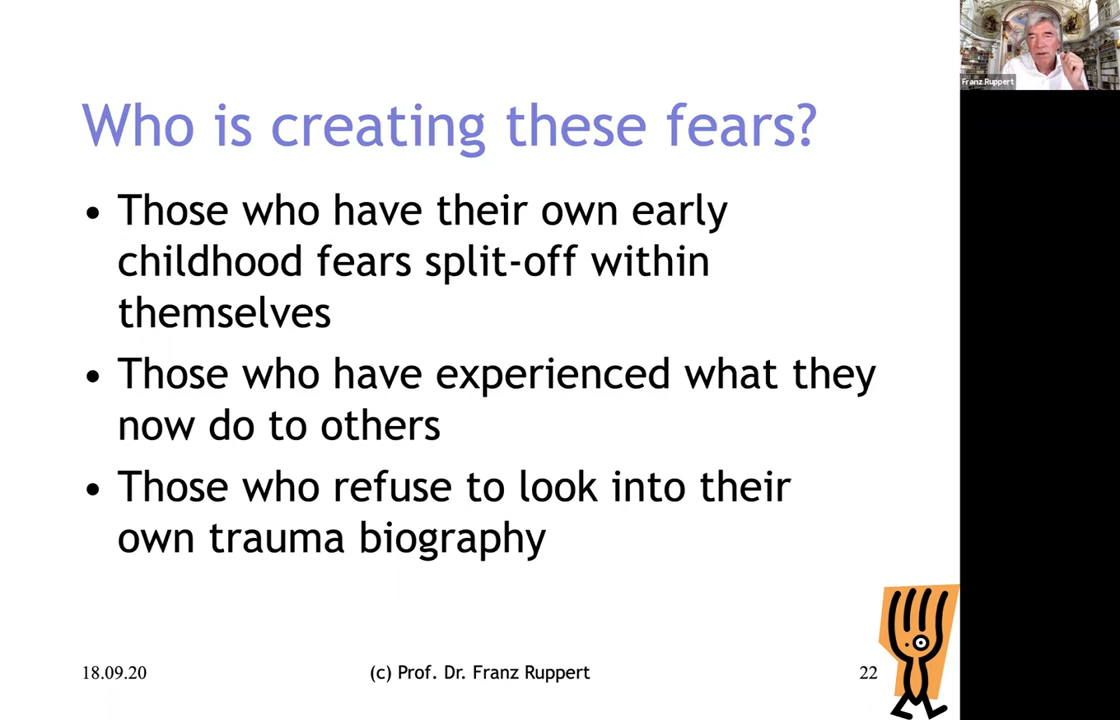 Franz Ruppert
Who is creating these fears?
• Those who have their own early
childhood fears split-off within
themselves
• Those who have experienced what they
now do to others
• Those who refuse to look into their
own trauma biography
18.09.20
(c) Prof. Dr. Franz Ruppert
22